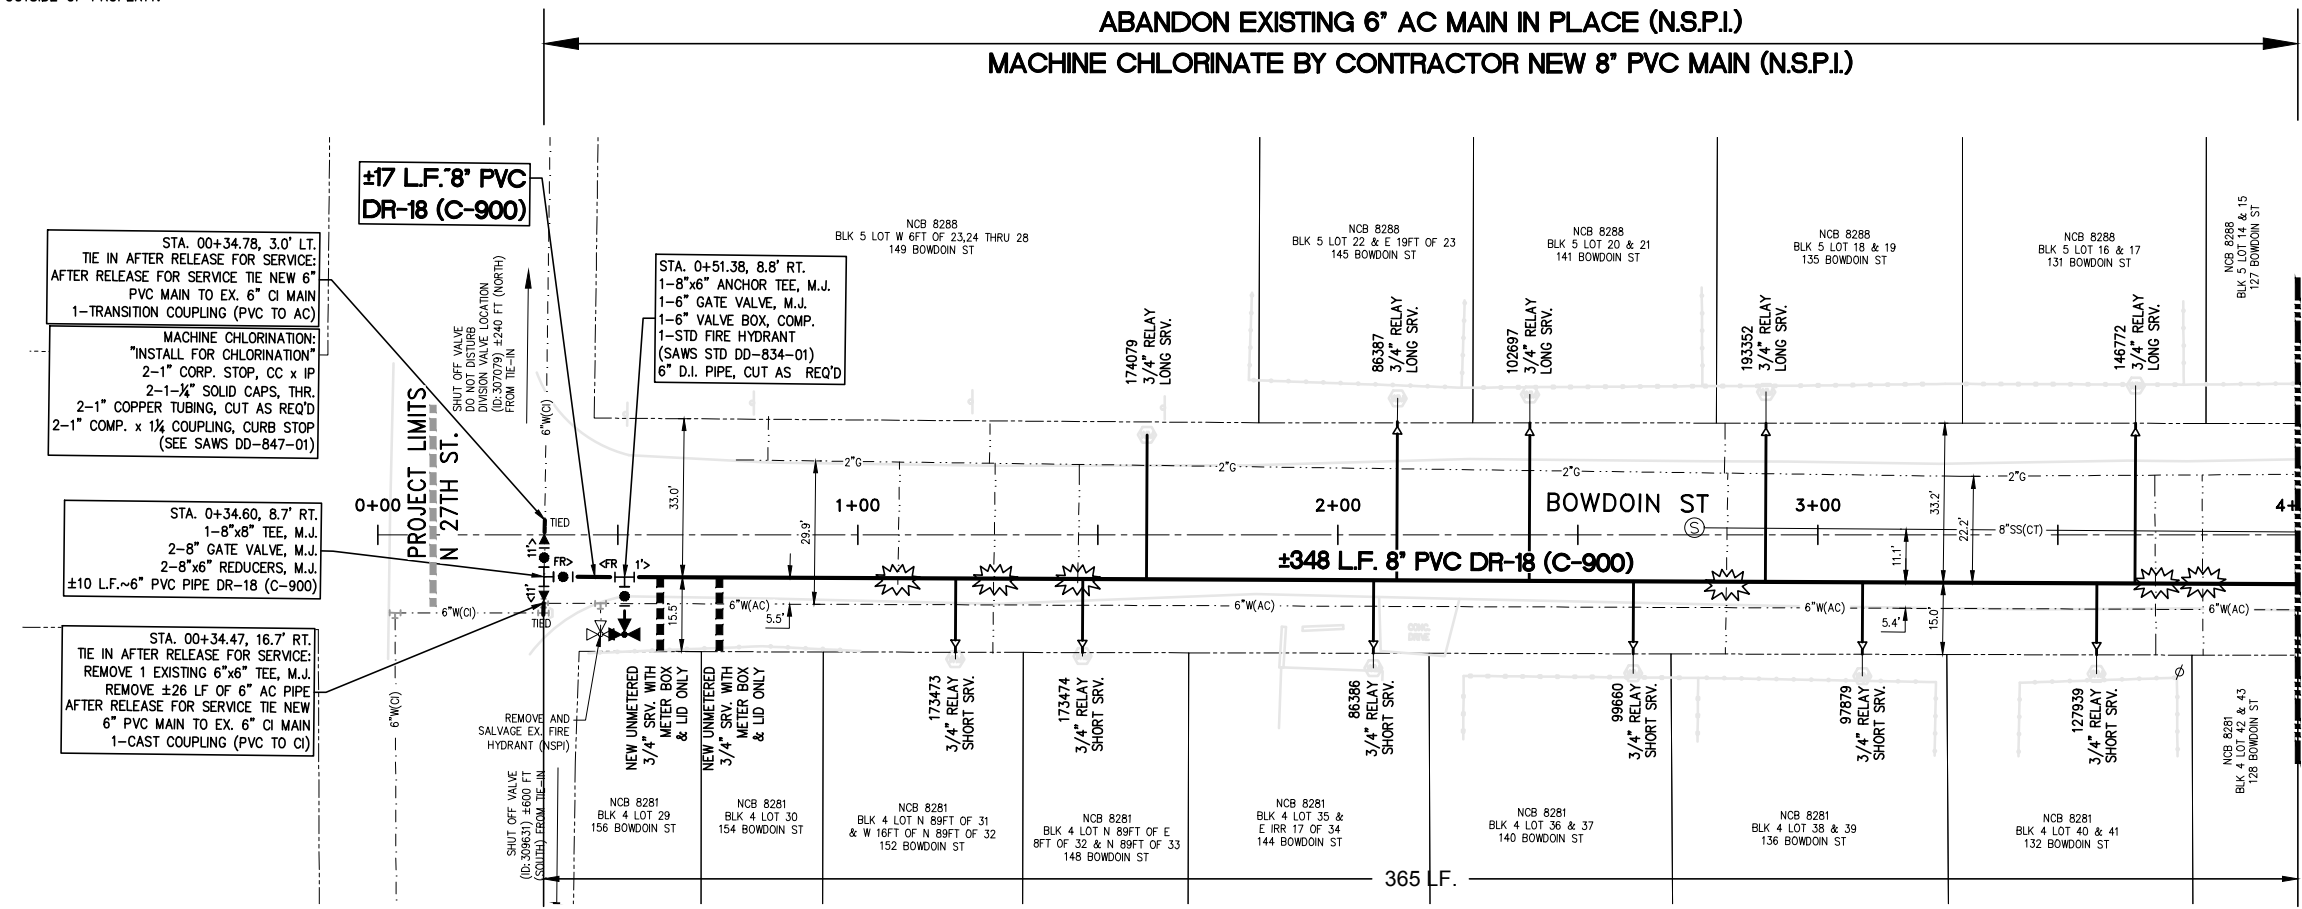 ABANDON EXISTING 6" AC MAIN IN PLACE (N.S.P.I.)
MACHINE CHLORINATE BY CONTRACTOR NEW 8" PVC MAIN (N.S.P.I.)
±17 L.F.~8" PVC
DR-18 (C-900)
STA. 00+34.78, 3.0' LT.
TIE IN AFTER RELEASE FOR SERVICE:
AFTER RELEASE FOR SERVICE TIE NEW 6"
PVC MAIN TO EX. 6" CI MAIN
1-TRANSITION COUPLING (PVC TO AC)
MACHINE CHLORINATION:
"INSTALL FOR CHLORINATION"
2-1" CORP. STOP, CC x IP
2-1-¼" SOLID CAPS, THR.
2-1" COPPER TUBING, CUT AS REQ'D
2-1" COMP. x 1¼ COUPLING, CURB STOP
(SEE SAWS DD-847-01)
STA. 0+34.60, 8.7' RT.
1-8"x8" TEE, M.J.
2-8" GATE VALVE, M.J.
2-8"x6" REDUCERS, M.J.
±10 L.F.~6" PVC PIPE DR-18 (C-900)
STA. 00+34.47, 16.7' RT.
TIE IN AFTER RELEASE FOR SERVICE:
REMOVE 1 EXISTING 6"x6" TEE, M.J.
REMOVE ±26 LF OF 6" AC PIPE
AFTER RELEASE FOR SERVICE TIE NEW
6" PVC MAIN TO EX. 6" CI MAIN
1-CAST COUPLING (PVC TO CI)
STA. 0+51.38, 8.8' RT.
1-8"x6" ANCHOR TEE, M.J.
1-6" GATE VALVE, M.J.
1-6" VALVE BOX, COMP.
1-STD FIRE HYDRANT
(SAWS STD DD-834-01)
6" D.I. PIPE, CUT AS REQ'D
SHUT OFF VALVE
DO NOT DISTURB
DIVISION VALVE LOCATION
(ID:307079) ±240 FT (NORTH)
FROM TIE-IN
6"W(CI)
PROJECT LIMITS
N 27TH ST.
NCB 8288
BLK 5 LOT W 6FT OF 23,24 THRU 28
149 BOWDOIN ST
NCB 8288
BLK 5 LOT 22 & E 19FT OF 23
145 BOWDOIN ST
NCB 8288
BLK 5 LOT 20 & 21
141 BOWDOIN ST
NCB 8288
BLK 5 LOT 18 & 19
135 BOWDOIN ST
NCB 8288
BLK 5 LOT 16 & 17
131 BOWDOIN ST
NCB 8288
BLK 5 LOT 14 & 15
127 BOWDOIN ST
174079
3/4" RELAY
LONG SRV.
86387
3/4" RELAY
LONG SRV.
102697
3/4" RELAY
LONG SRV.
193352
3/4" RELAY
LONG SRV.
146772
3/4" RELAY
LONG SRV.
2"G
2"G
2"G
2"G
0+00
1+00
2+00
BOWDOIN ST
3+00
4+
33.0'
29.9'
33.2'
22.2'
11.1'
S
8"SS(CT)
TIED
11'>
FR>
<FR
1'>
<11'
TIED
±348 L.F. 8" PVC DR-18 (C-900)
6"W(CI)
6"W(AC)
6"W(AC)
6"W(AC)
6"W(AC)
15.5'
5.5'
5.4'
15.0'
CONC.
DRIVE
6"W(CI)
REMOVE AND
SALVAGE EX. FIRE
HYDRANT (NSPI)
SHUT OFF VALVE
(ID:309631) ±600 FT
(SOUTH) FROM TIE-IN
NEW UNMETERED
3/4" SRV. WITH
METER BOX
& LID ONLY
NEW UNMETERED
3/4" SRV. WITH
METER BOX
& LID ONLY
173473
3/4" RELAY
SHORT SRV.
173474
3/4" RELAY
SHORT SRV.
86386
3/4" RELAY
SHORT SRV.
99660
3/4" RELAY
SHORT SRV.
97879
3/4" RELAY
SHORT SRV.
127939
3/4" RELAY
SHORT SRV.
NCB 8281
BLK 4 LOT 29
156 BOWDOIN ST
NCB 8281
BLK 4 LOT 30
154 BOWDOIN ST
NCB 8281
BLK 4 LOT N 89FT OF 31
& W 16FT OF N 89FT OF 32
152 BOWDOIN ST
NCB 8281
BLK 4 LOT N 89FT OF E
8FT OF 32 & N 89FT OF 33
148 BOWDOIN ST
NCB 8281
BLK 4 LOT 35 &
E IRR 17 OF 34
144 BOWDOIN ST
NCB 8281
BLK 4 LOT 36 & 37
140 BOWDOIN ST
NCB 8281
BLK 4 LOT 38 & 39
136 BOWDOIN ST
NCB 8281
BLK 4 LOT 40 & 41
132 BOWDOIN ST
NCB 8281
BLK 4 LOT 42 & 43
128 BOWDOIN ST
365 LF.